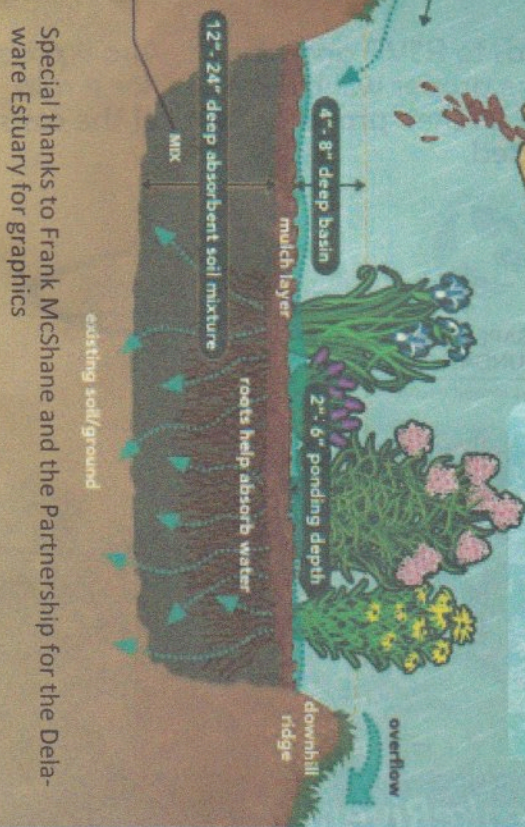 overflow
4"- 8" deep basin
2"- 6" ponding depth
downhill
ridge
mulch layer
12"- 24" deep absorbent soil mixture
roots help absorb water
MIX
existing soil/ground
Special thanks to Frank McShane and the Partnership for the Dela-
ware Estuary for graphics